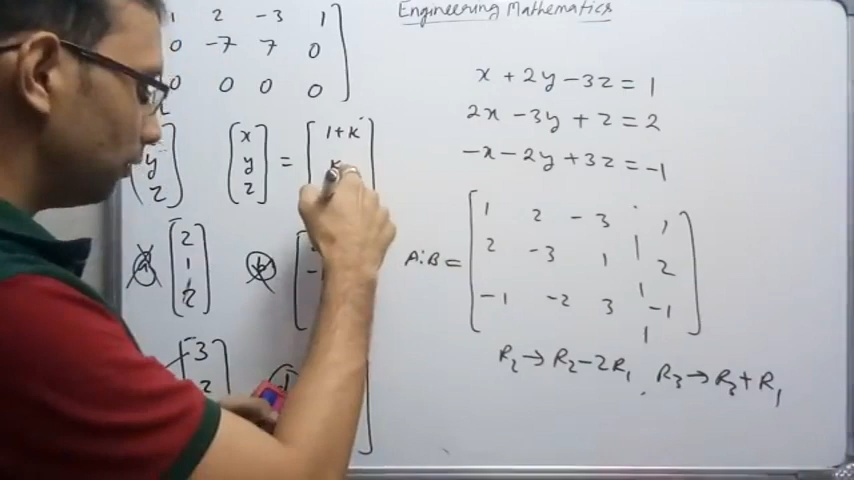 Engineering Mathematics
1 2 -3 1
0 -7 7 0
0 0 0 0
y
z
x
y
z
=
1+K
K
a
2
1
2
b
3
2
d
x + 2y - 3z = 1
2x - 3y + z = 2
-x - 2y + 3z = -1
A:B =
1 2 -3 1
2 -3 1 2
-1 -2 3 -1
R₂ → R₂ - 2R₁ R₃ → R₃ + R₁